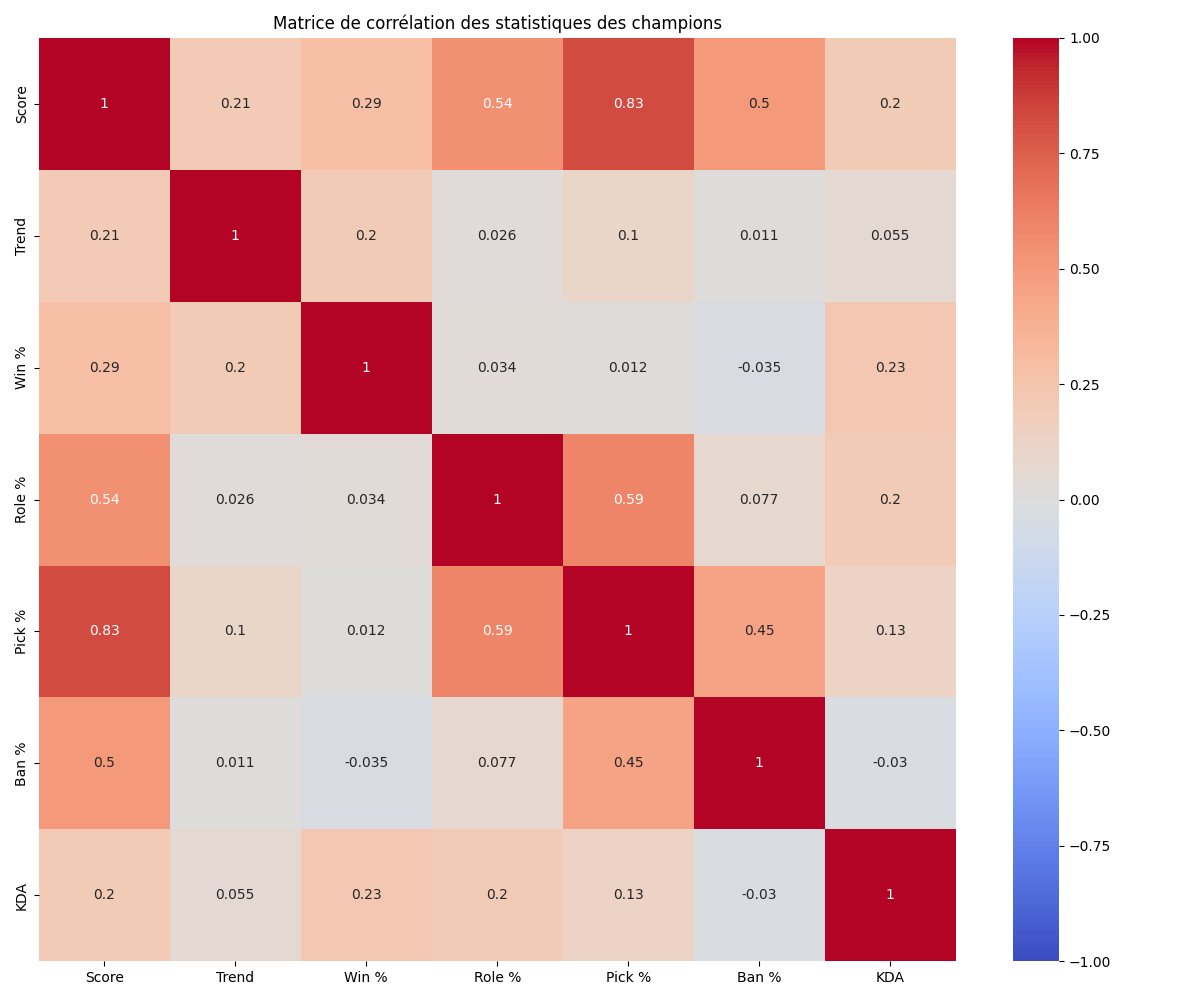 Matrice de corrélation des statistiques des champions
Score 1 0.21 0.29 0.54 0.83 0.5 0.2
Trend 0.21 1 0.2 0.026 0.1 0.011 0.055
Win % 0.29 0.2 1 0.034 0.012 -0.035 0.23
Role % 0.54 0.026 0.034 1 0.59 0.077 0.2
Pick % 0.83 0.1 0.012 0.59 1 0.45 0.13
Ban % 0.5 0.011 -0.035 0.077 0.45 1 -0.03
KDA 0.2 0.055 0.23 0.2 0.13 -0.03 1
Score Trend Win % Role % Pick % Ban % KDA
1.00
0.75
0.50
0.25
0.00
−0.25
−0.50
−0.75
−1.00